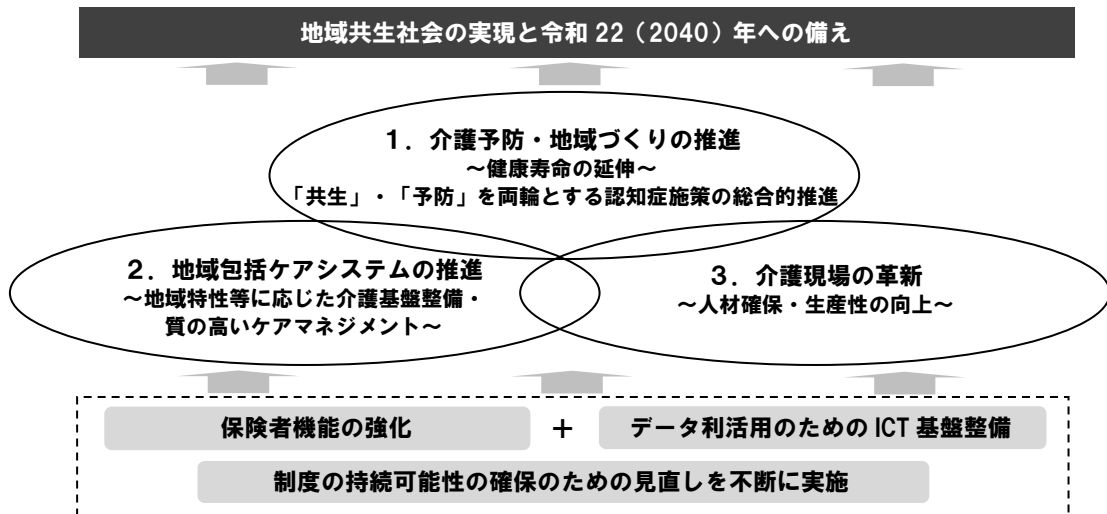 地域共生社会の実現と令和 22（2040）年への備え
１．介護予防・地域づくりの推進
～健康寿命の延伸～
「共生」・「予防」を両輪とする認知症施策の総合的推進
２．地域包括ケアシステムの推進
～地域特性等に応じた介護基盤整備・
質の高いケアマネジメント～
３．介護現場の革新
～人材確保・生産性の向上～
保険者機能の強化 ＋ データ利活用のための ICT 基盤整備
制度の持続可能性の確保のための見直しを不断に実施